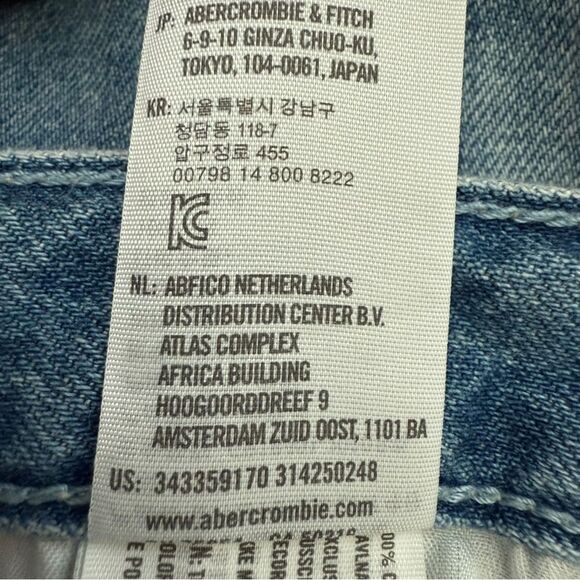 JP: ABERCROMBIE & FITCH
6-9-10 GINZA CHUO-KU,
TOKYO, 104-0061, JAPAN
KR: 서울특별시 강남구
청담동 118-7
압구정로 455
00798 14 800 8222
KC
NL: ABFICO NETHERLANDS
DISTRIBUTION CENTER B.V.
ATLAS COMPLEX
AFRICA BUILDING
HOOGOORDDREEF 9
AMSTERDAM ZUID OOST, 1101 BA
US: 343359170 314250248
www.abercrombie.com